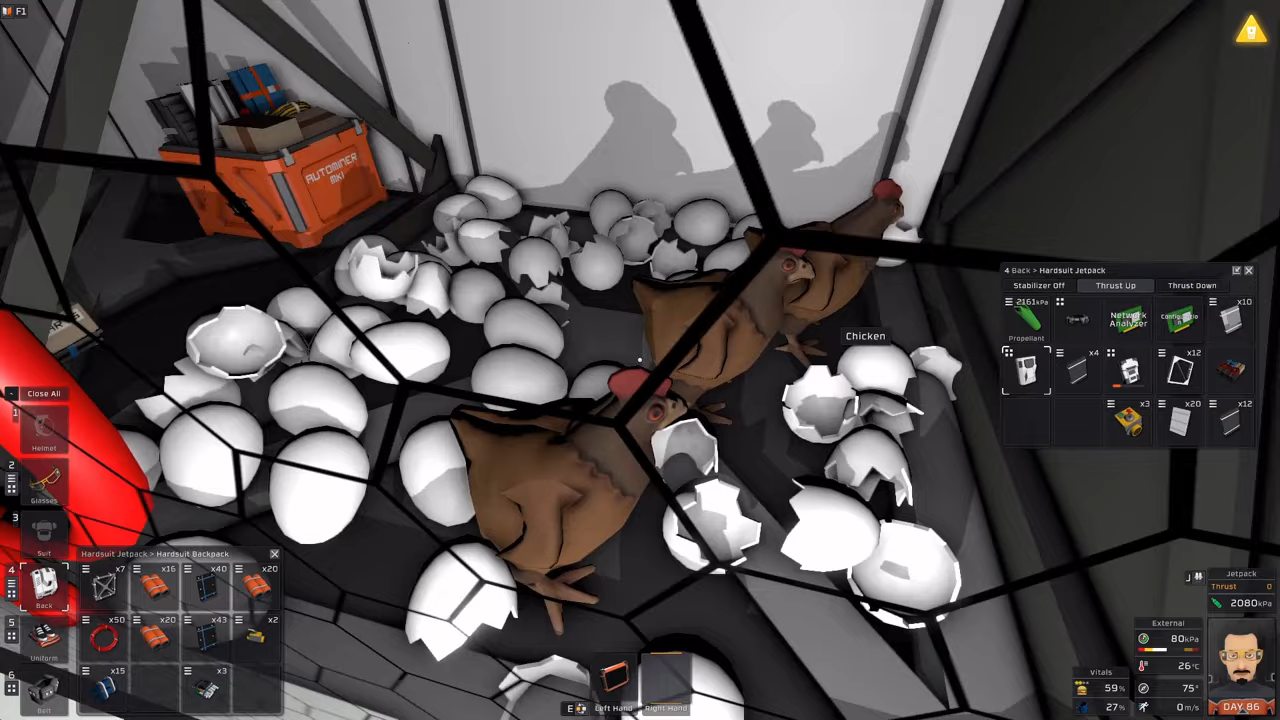 F1
AUTOMINER
MK1
Chicken
4 Back > Hardsuit Jetpack
Stabilizer Off
Thrust Up
Thrust Down
2161kPa
Propellant
Network
Analyzer
x10
x4
x12
x3
x20
x12
Close All
1
Helmet
2
Glasses
3
Suit
4
Back
5
Uniform
6
Belt
Hardsuit Jetpack > Hardsuit Backpack
x7
x16
x40
x20
x50
x20
x43
x2
x15
x3
E
Left Hand
Right Hand
J
Jetpack
Thrust 0
2080kPa
External
80kPa
26°C
75°
0m/s
Vitals
59%
27%
DAY 86